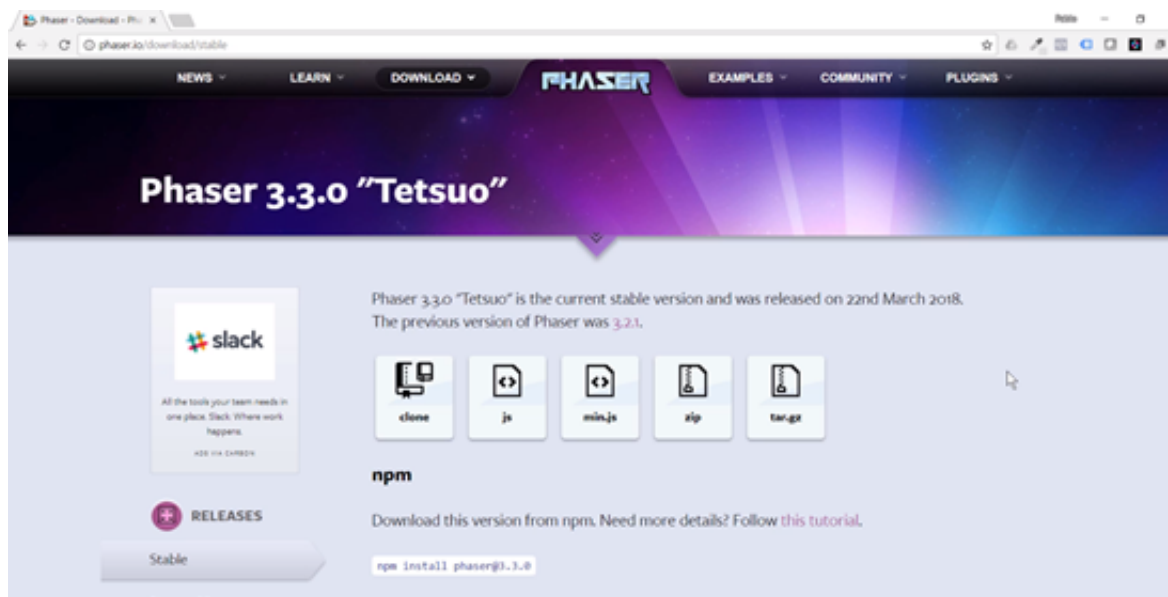 Phaser - Download - Ph
phaser.io/download/stable
NEWS LEARN DOWNLOAD PHASER EXAMPLES COMMUNITY PLUGINS
Phaser 3.3.0 "Tetsuo"
Phaser 3.3.0 "Tetsuo" is the current stable version and was released on 22nd March 2018.
The previous version of Phaser was 3.2.1.
slack
All the tools your team needs in
one place. Slack: Where work
happens.
ADS VIA CARBON
clone js min.js zip tar.gz
npm
RELEASES
Download this version from npm. Need more details? Follow this tutorial.
Stable
npm install phaser@3.3.0